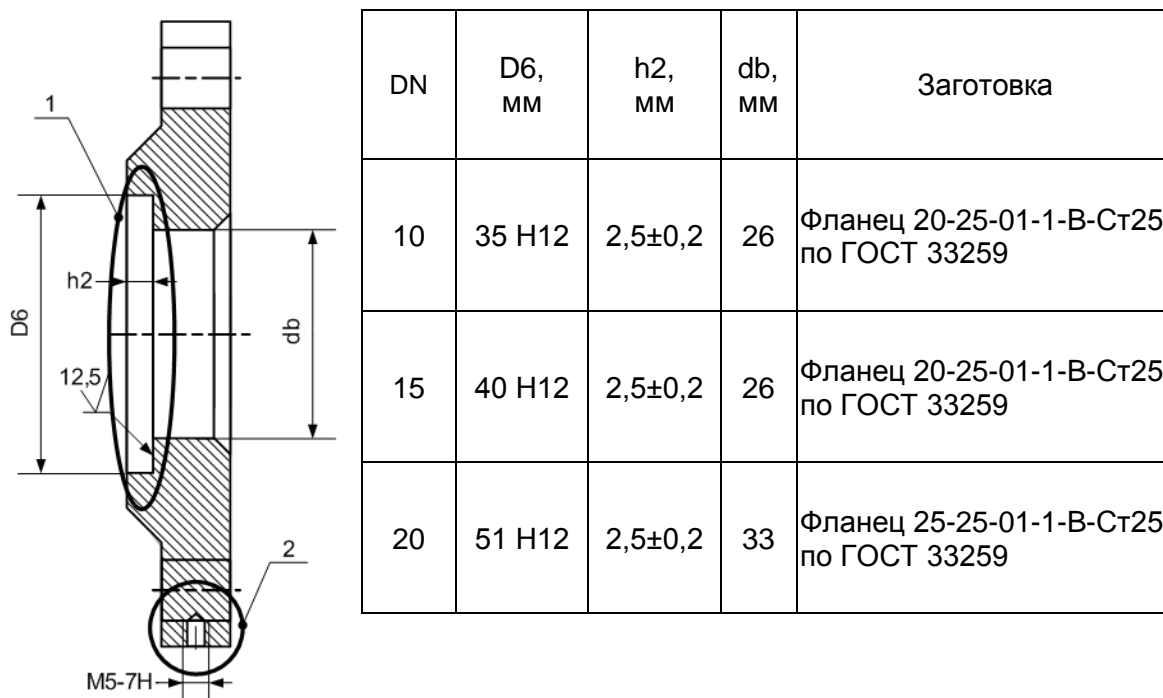 1
h2
D6
db
12,5
2
M5-7H
DN
D6,
мм
h2,
мм
db,
мм
Заготовка
10
35 H12
2,5±0,2
26
Фланец 20-25-01-1-В-Ст25
по ГОСТ 33259
15
40 H12
2,5±0,2
26
Фланец 20-25-01-1-В-Ст25
по ГОСТ 33259
20
51 H12
2,5±0,2
33
Фланец 25-25-01-1-В-Ст25
по ГОСТ 33259